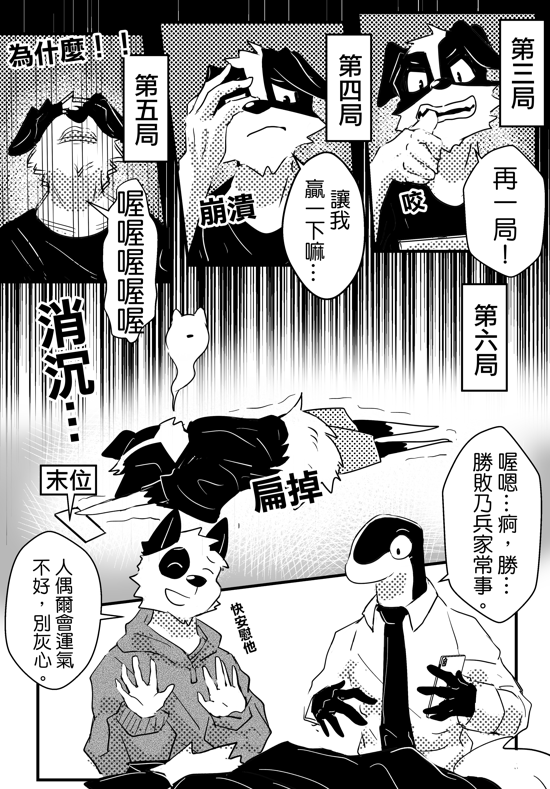 第三局
再一局！
咬
第四局
讓我
贏一下嘛…
崩潰
第五局
為什麼！！
喔喔喔喔喔
第六局
消沉…
扁掉
末位
喔嗯…啊，勝…
勝敗乃兵家常事。
快安慰他
人偶爾會運氣
不好，別灰心。